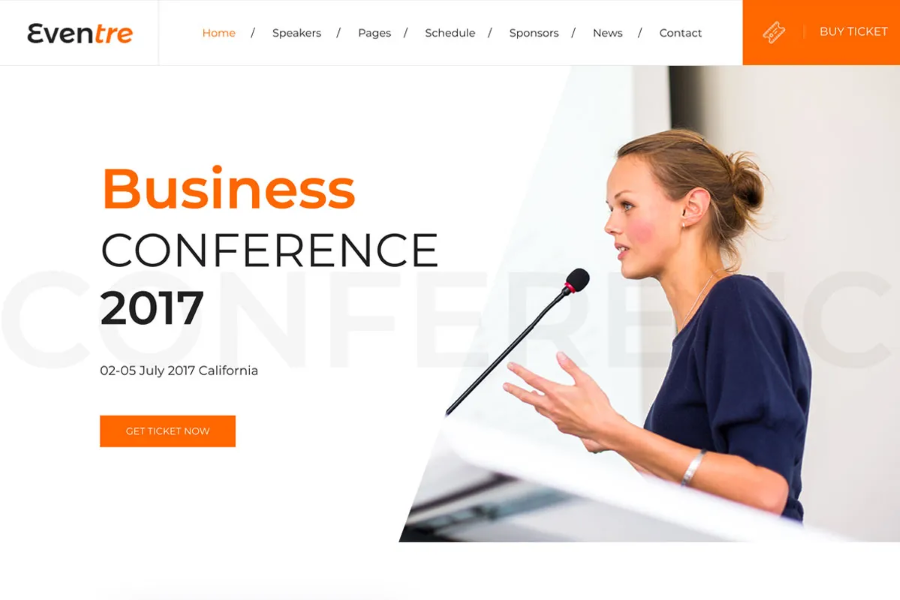 Eventre
Home / Speakers / Pages / Schedule / Sponsors / News / Contact
BUY TICKET
Business
CONFERENCE
2017
CONFERENC
02-05 July 2017 California
GET TICKET NOW